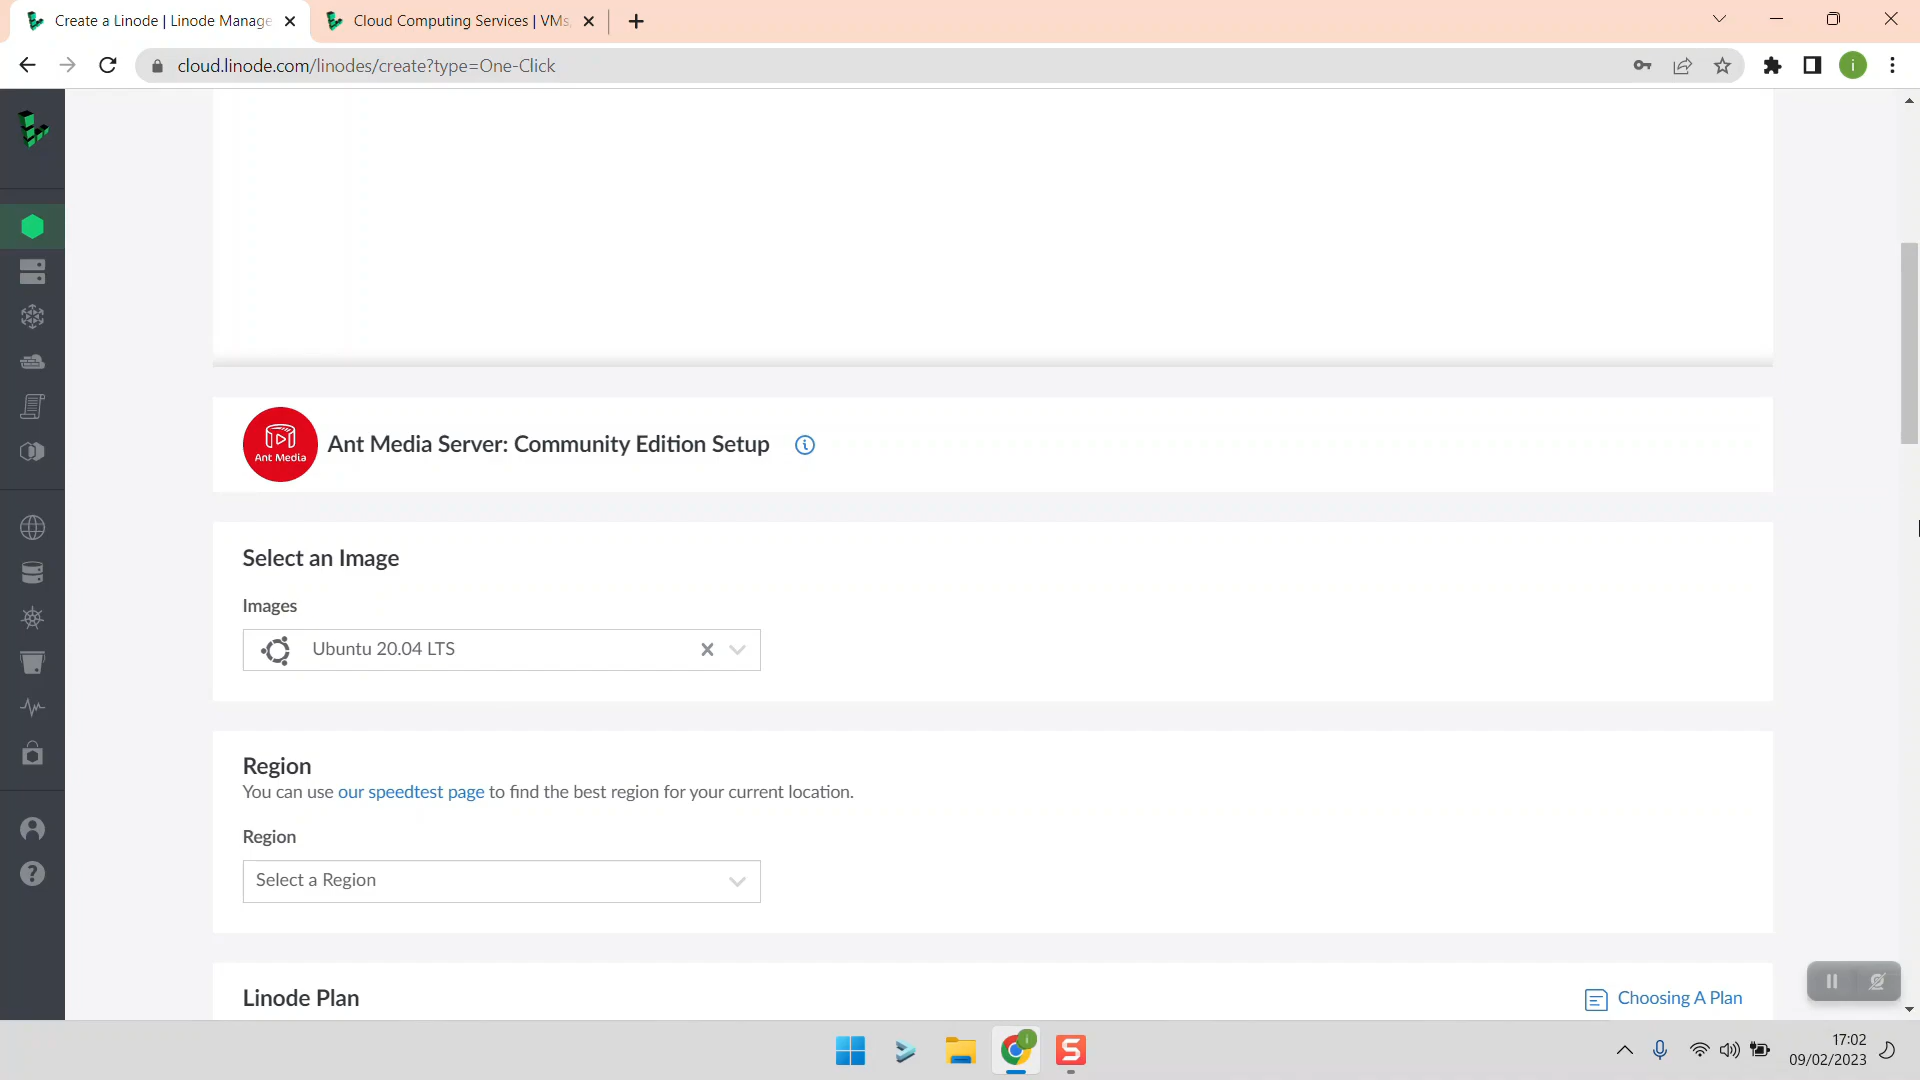 Create a Linode | Linode Manage
Cloud Computing Services | VMs,
cloud.linode.com/linodes/create?type=One-Click
i
Ant Media
Ant Media Server: Community Edition Setup
Select an Image
Images
Ubuntu 20.04 LTS
Region
You can use our speedtest page to find the best region for your current location.
Region
Select a Region
Linode Plan
Choosing A Plan
17:02
09/02/2023